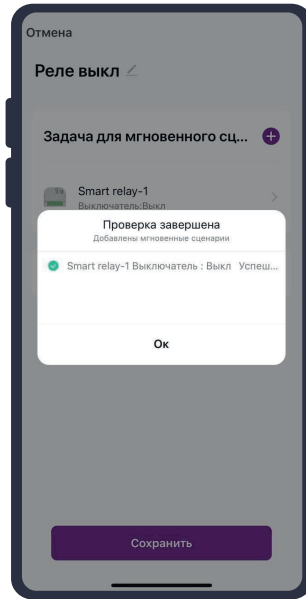 Отмена
Реле выкл
Задача для мгновенного сц...
Smart relay-1
Выключатель:Выкл
Проверка завершена
Добавлены мгновенные сценарии
Smart relay-1 Выключатель : Выкл Успеш...
Ок
Сохранить